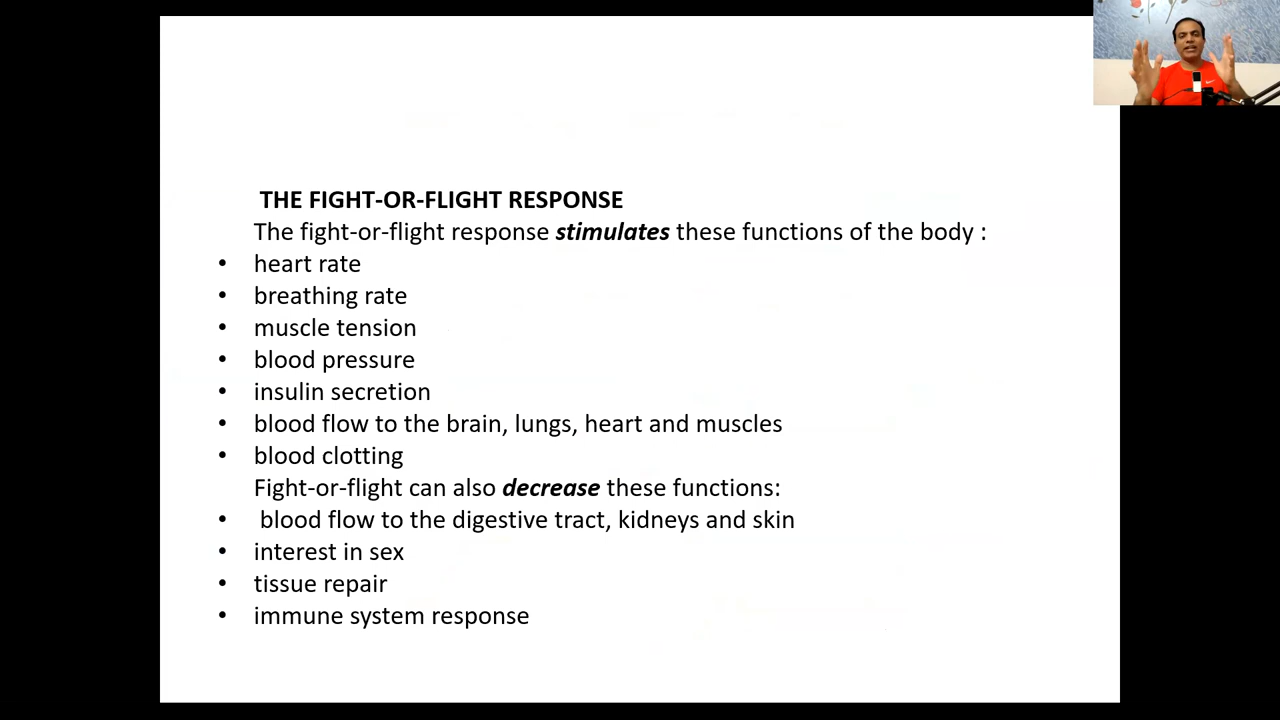 THE FIGHT-OR-FLIGHT RESPONSE
The fight-or-flight response stimulates these functions of the body :
• heart rate
• breathing rate
• muscle tension
• blood pressure
• insulin secretion
• blood flow to the brain, lungs, heart and muscles
• blood clotting
Fight-or-flight can also decrease these functions:
• blood flow to the digestive tract, kidneys and skin
• interest in sex
• tissue repair
• immune system response